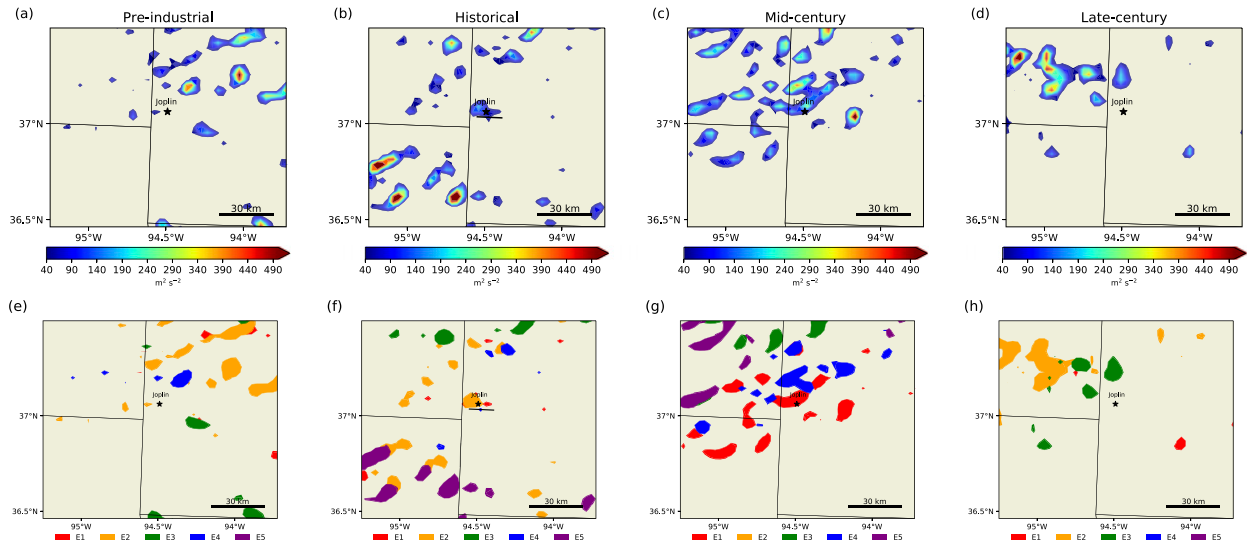 (a) Pre-industrial
(b) Historical
(c) Mid-century
(d) Late-century
Joplin
Joplin
Joplin
Joplin
37°N
37°N
37°N
37°N
30 km
30 km
30 km
30 km
36.5°N
36.5°N
36.5°N
36.5°N
95°W 94.5°W 94°W
95°W 94.5°W 94°W
95°W 94.5°W 94°W
95°W 94.5°W 94°W
40 90 140 190 240 290 340 390 440 490
40 90 140 190 240 290 340 390 440 490
40 90 140 190 240 290 340 390 440 490
40 90 140 190 240 290 340 390 440 490
m² s⁻²
m² s⁻²
m² s⁻²
m² s⁻²
(e)
(f)
(g)
(h)
Joplin
Joplin
Joplin
Joplin
37°N
37°N
37°N
37°N
30 km
30 km
30 km
30 km
36.5°N
36.5°N
36.5°N
36.5°N
95°W 94.5°W 94°W
95°W 94.5°W 94°W
95°W 94.5°W 94°W
95°W 94.5°W 94°W
E1 E2 E3 E4 E5
E1 E2 E3 E4 E5
E1 E2 E3 E4 E5
E1 E2 E3 E4 E5